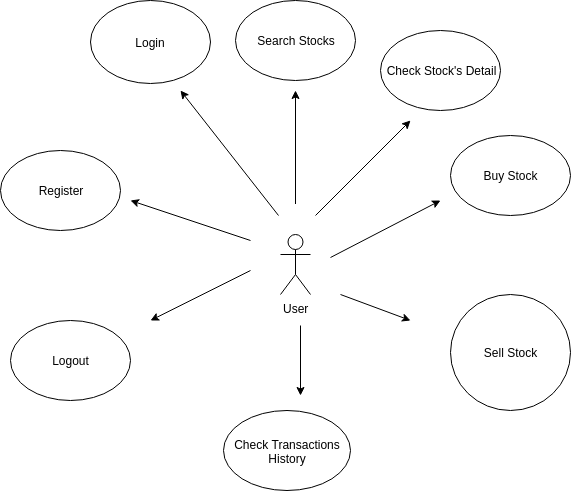 Login
Search Stocks
Check Stock's Detail
Register
Buy Stock
User
Logout
Sell Stock
Check Transactions
History